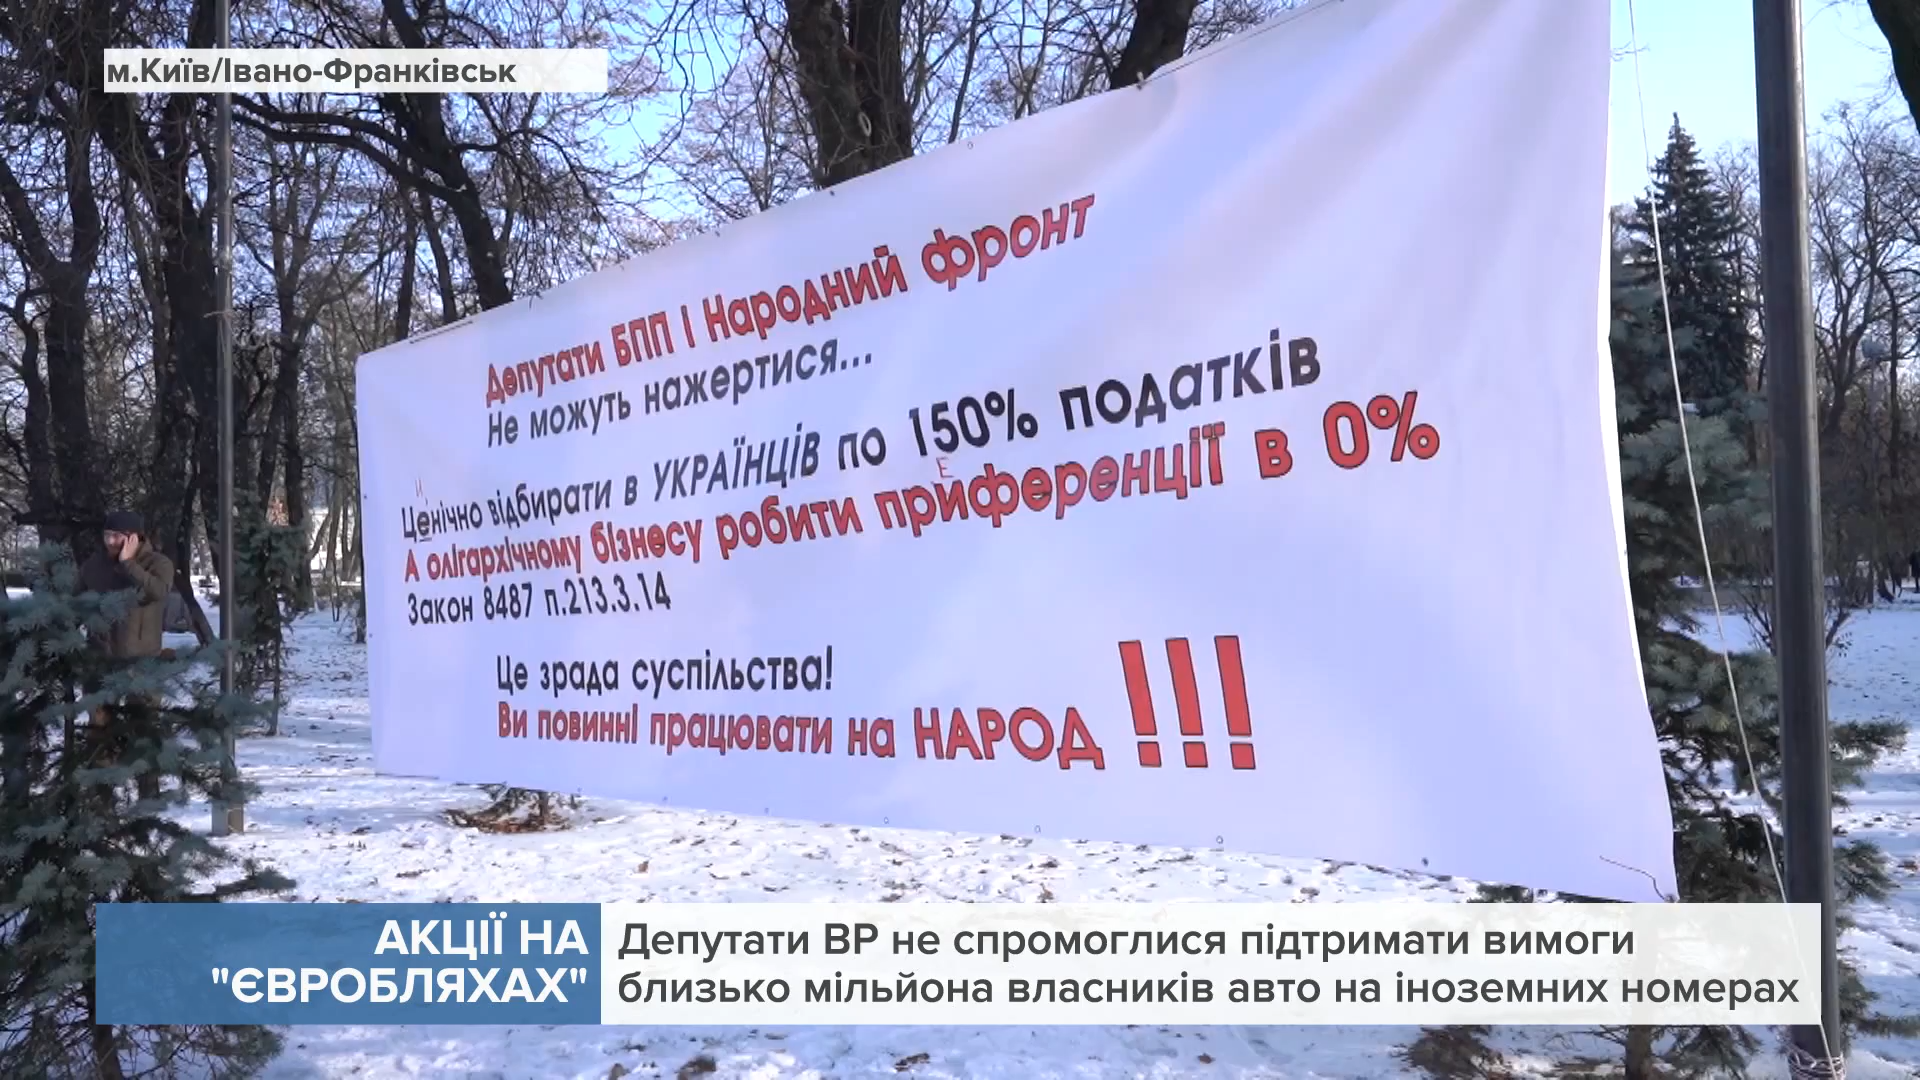 м.Київ/Івано-Франківськ
Депутати БПП і Народний фронт
Не можуть нажертися...
и
Ценічно відбирати в УКРАЇНЦІВ по 150% податків
Е
А олігархічному бізнесу робити приференції в 0%
Закон 8487 п.213.3.14
Це зрада суспільства!
Ви повинні працювати на НАРОД !!!
АКЦІЇ НА
"ЄВРОБЛЯХАХ"
Депутати ВР не спромоглися підтримати вимоги
близько мільйона власників авто на іноземних номерах